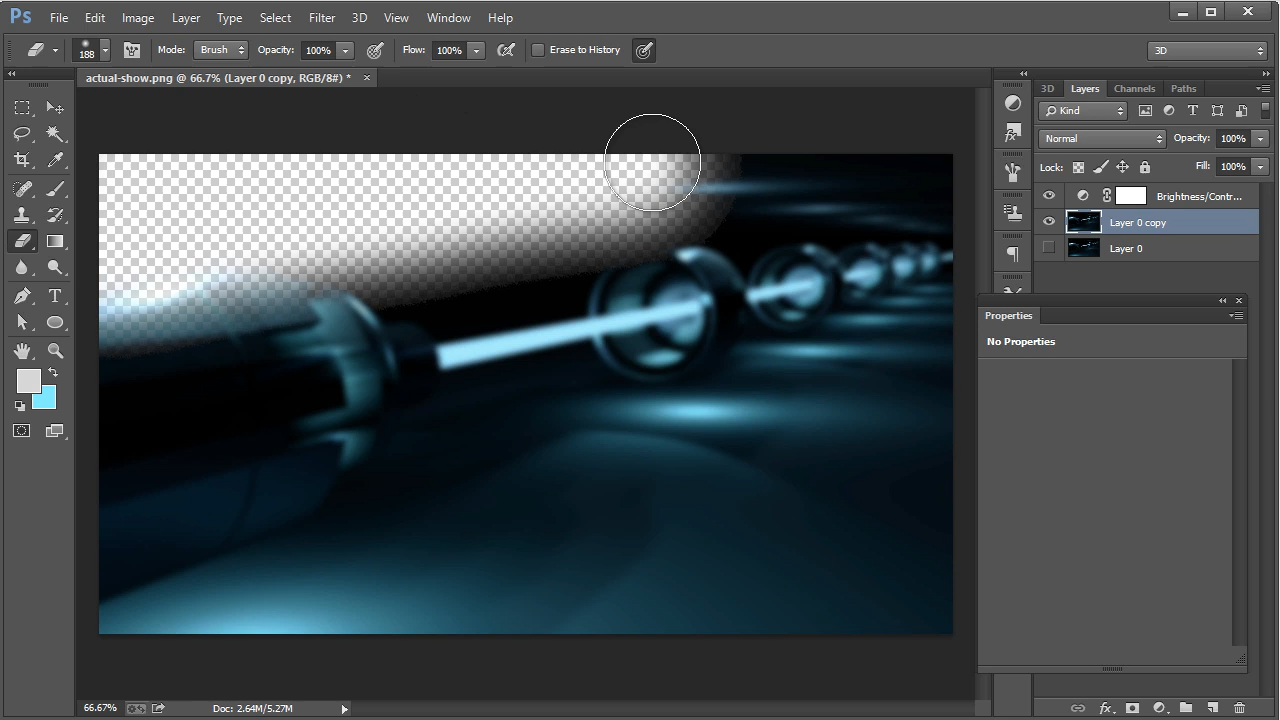 Ps File Edit Image Layer Type Select Filter 3D View Window Help
188 Mode: Brush Opacity: 100% Flow: 100% Erase to History 3D
actual-show.png @ 66.7% (Layer 0 copy, RGB/8#) *
3D Layers Channels Paths
Kind
Normal Opacity: 100%
Lock: Fill: 100%
Brightness/Contr...
Layer 0 copy
Layer 0
Properties
No Properties
66.67% Doc: 2.64M/5.27M